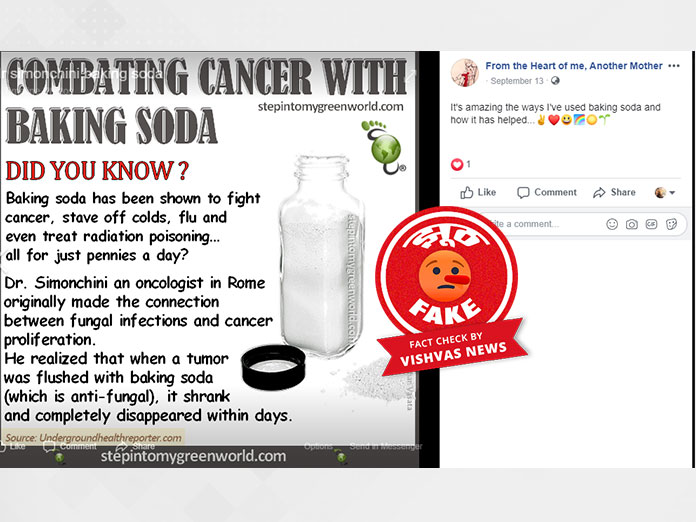 r simonchini baking soda
COMBATING CANCER WITH
stepintomygreenworld.com
BAKING SODA
DID YOU KNOW ?
Baking soda has been shown to fight
cancer, stave off colds, flu and
even treat radiation poisoning...
all for just pennies a day?
Dr. Simonchini an oncologist in Rome
originally made the connection
between fungal infections and cancer
proliferation.
He realized that when a tumor
was flushed with baking soda
(which is anti-fungal), it shrank
and completely disappeared within days.
Source: Undergroundhealthreporter.com
Like Comment Share Options Send in Messenger
stepintomygreenworld.com
stepintomygreenworld.com
®
From the Heart of me, Another Mother
September 13
It's amazing the ways I've used baking soda and
how it has helped...✌❤😃🌈🌞🌱
1
Like Comment Share
ite a comment...
GIF
झूठ
FAKE
FACT CHECK BY
VISHVAS NEWS